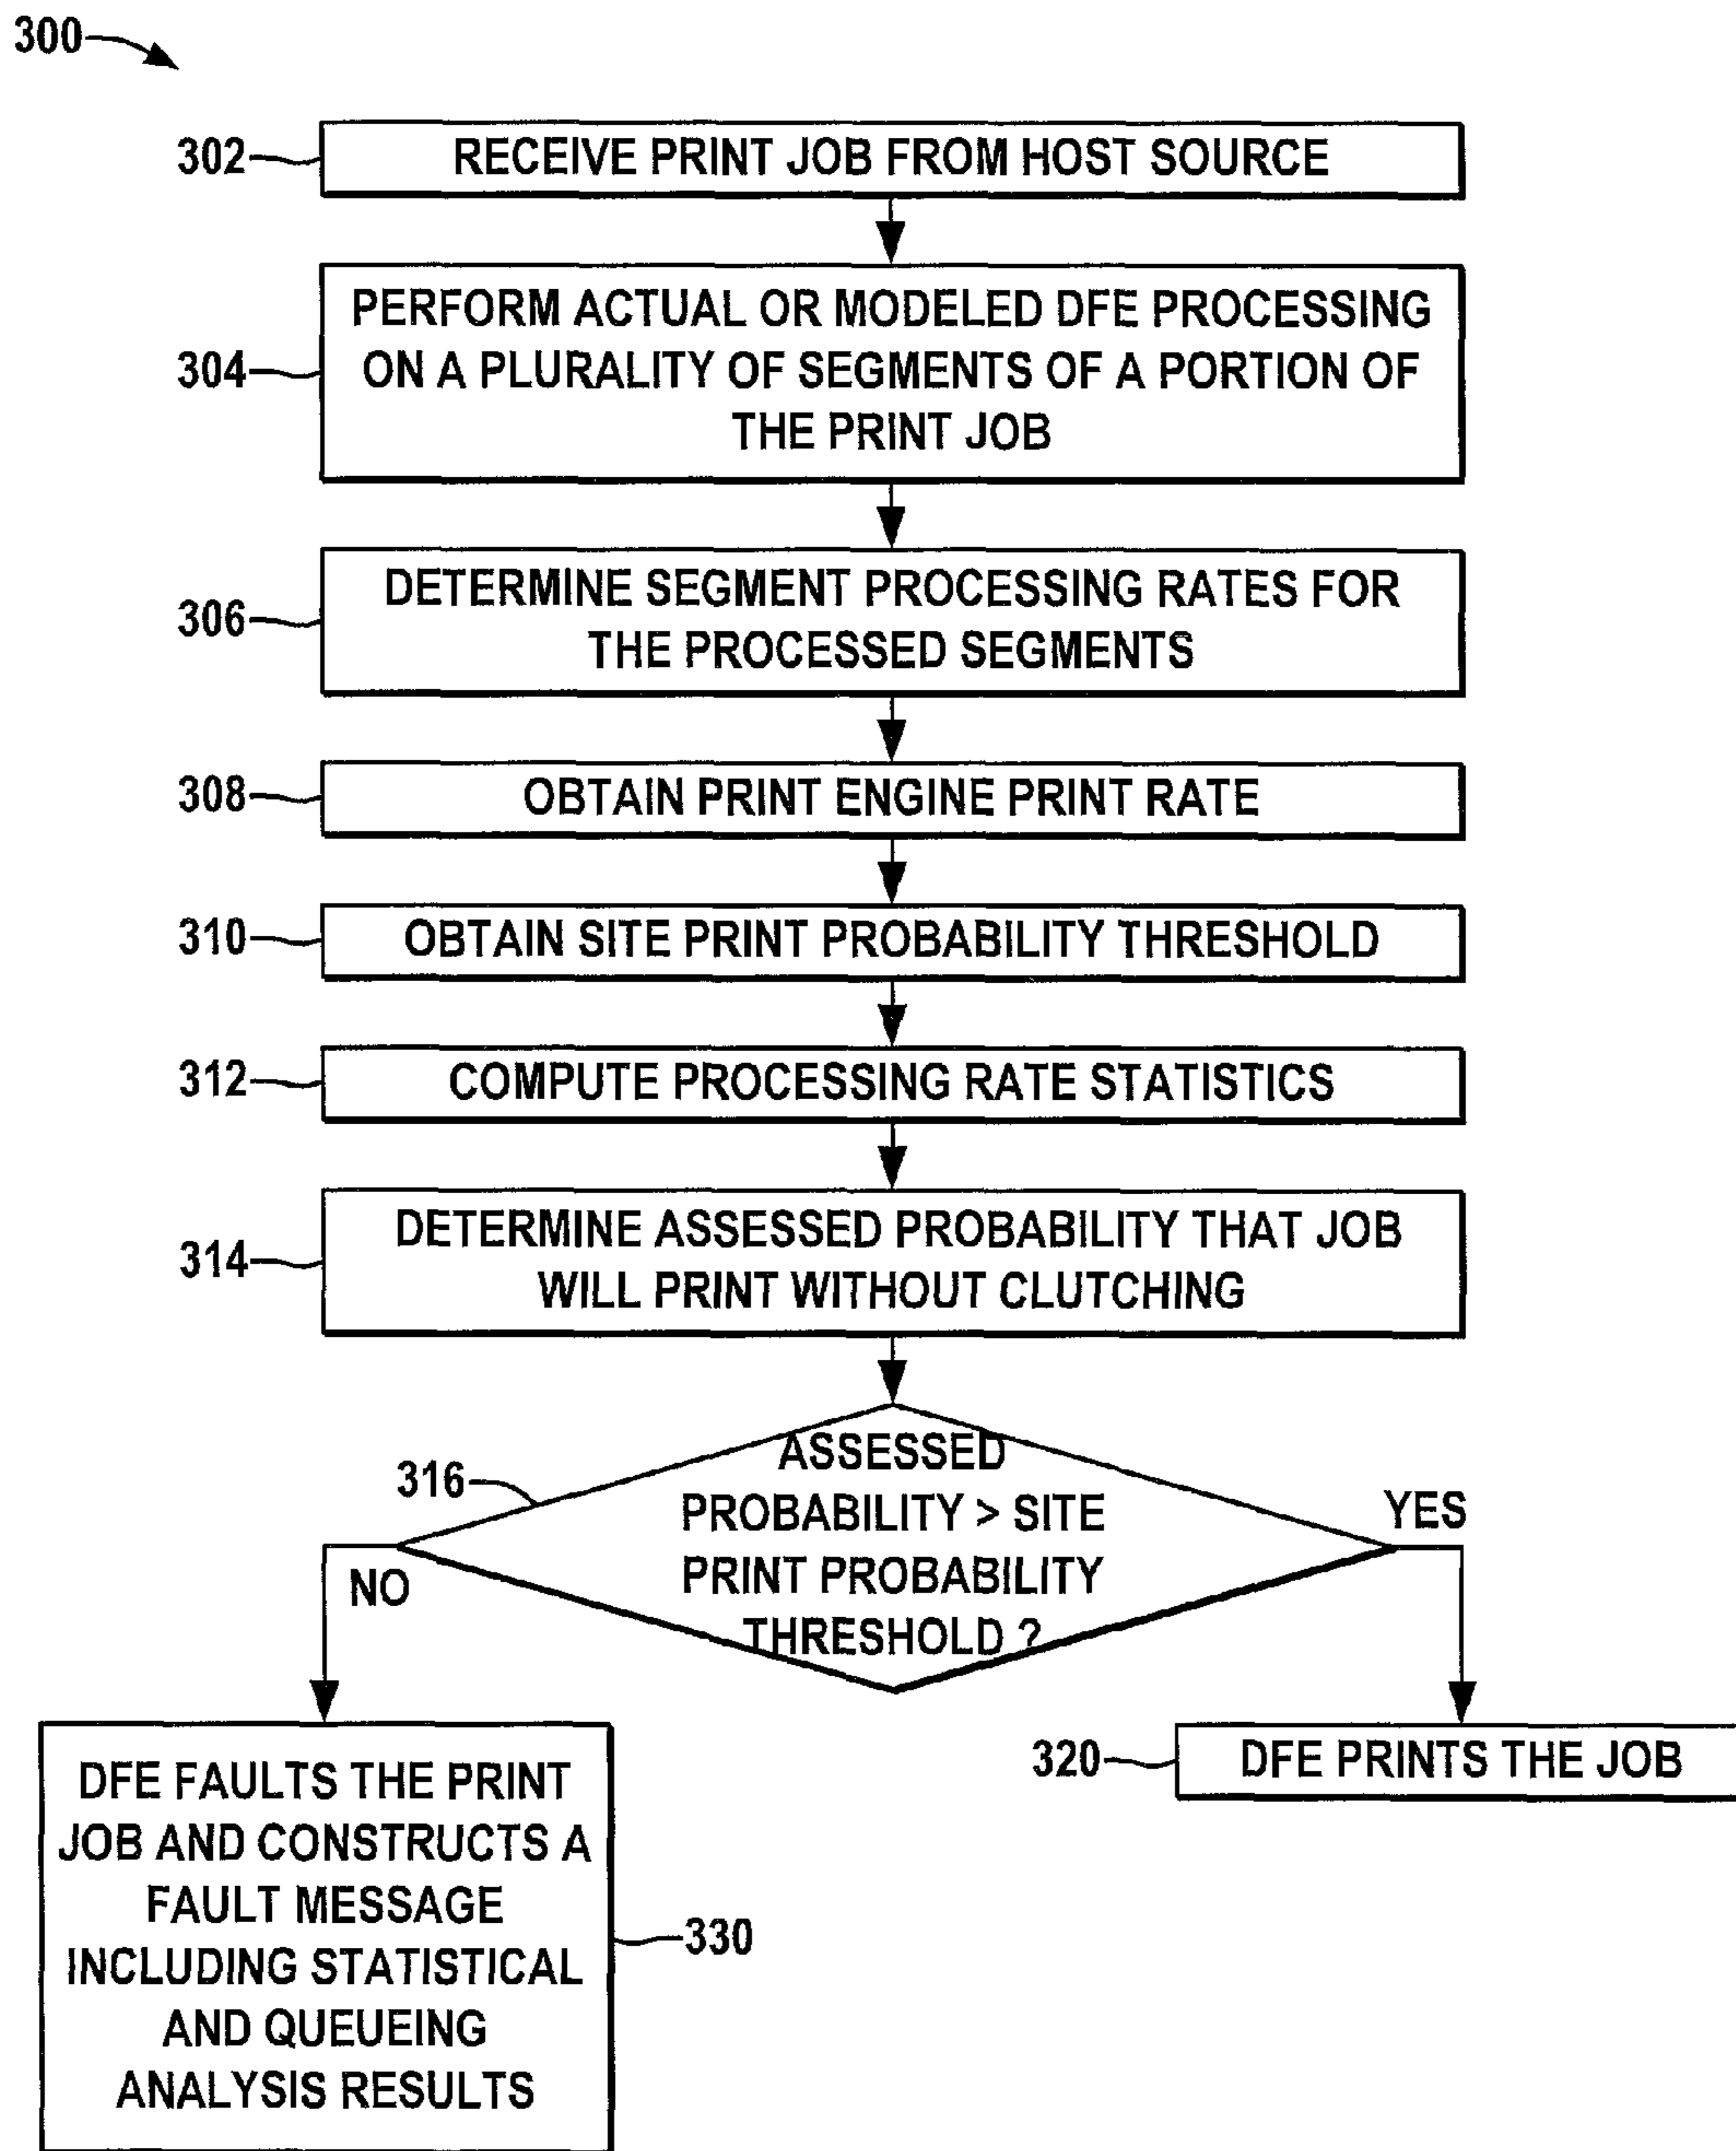 300
302
RECEIVE PRINT JOB FROM HOST SOURCE
304
PERFORM ACTUAL OR MODELED DFE PROCESSING
ON A PLURALITY OF SEGMENTS OF A PORTION OF
THE PRINT JOB
306
DETERMINE SEGMENT PROCESSING RATES FOR
THE PROCESSED SEGMENTS
308
OBTAIN PRINT ENGINE PRINT RATE
310
OBTAIN SITE PRINT PROBABILITY THRESHOLD
312
COMPUTE PROCESSING RATE STATISTICS
314
DETERMINE ASSESSED PROBABILITY THAT JOB
WILL PRINT WITHOUT CLUTCHING
316
ASSESSED
PROBABILITY > SITE
PRINT PROBABILITY
THRESHOLD ?
NO
YES
DFE FAULTS THE PRINT
JOB AND CONSTRUCTS A
FAULT MESSAGE
INCLUDING STATISTICAL
AND QUEUEING
ANALYSIS RESULTS
330
320
DFE PRINTS THE JOB